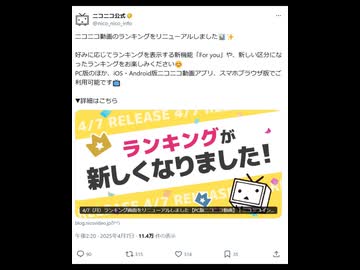 ニコニコ公式
@nico_nico_info
ニコニコ動画のランキングをリニューアルしました📊✨
好みに応じてランキングを表示する新機能「For you」や、新しい区分に
なったランキングをお楽しみください😊
PC版のほか、iOS・Android版ニコニコ動画アプリ、スマホブラウザ版でご
利用可能です📺
▼詳細はこちら
4/7 RELEASE 4/7 RELEASE
ランキングが
新しくなりました!
4/7（月）ランキング画面をリニューアルしました【PC版ニコニコ動画】
blog.nicovideo.jp
午後2:20 · 2025年4月7日 · 11.4万 件の表示